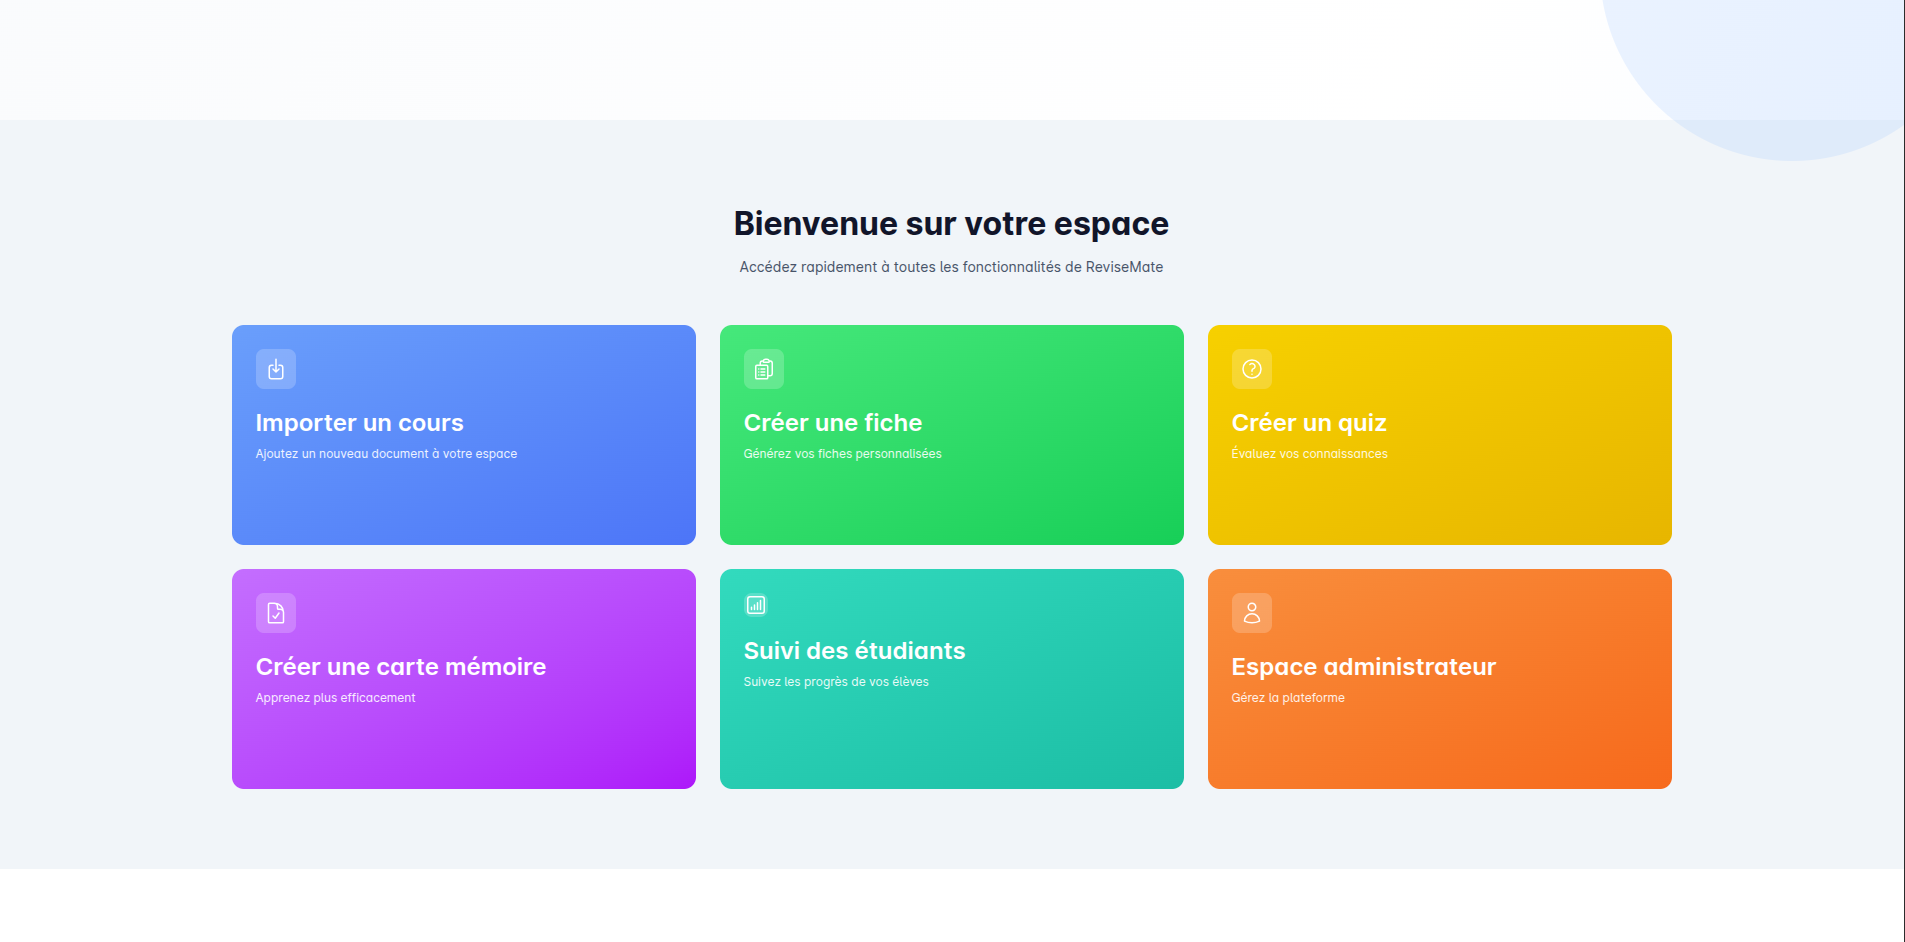 Bienvenue sur votre espace
Accédez rapidement à toutes les fonctionnalités de ReviseMate
Importer un cours
Ajoutez un nouveau document à votre espace
Créer une fiche
Générez vos fiches personnalisées
Créer un quiz
Évaluez vos connaissances
Créer une carte mémoire
Apprenez plus efficacement
Suivi des étudiants
Suivez les progrès de vos élèves
Espace administrateur
Gérez la plateforme